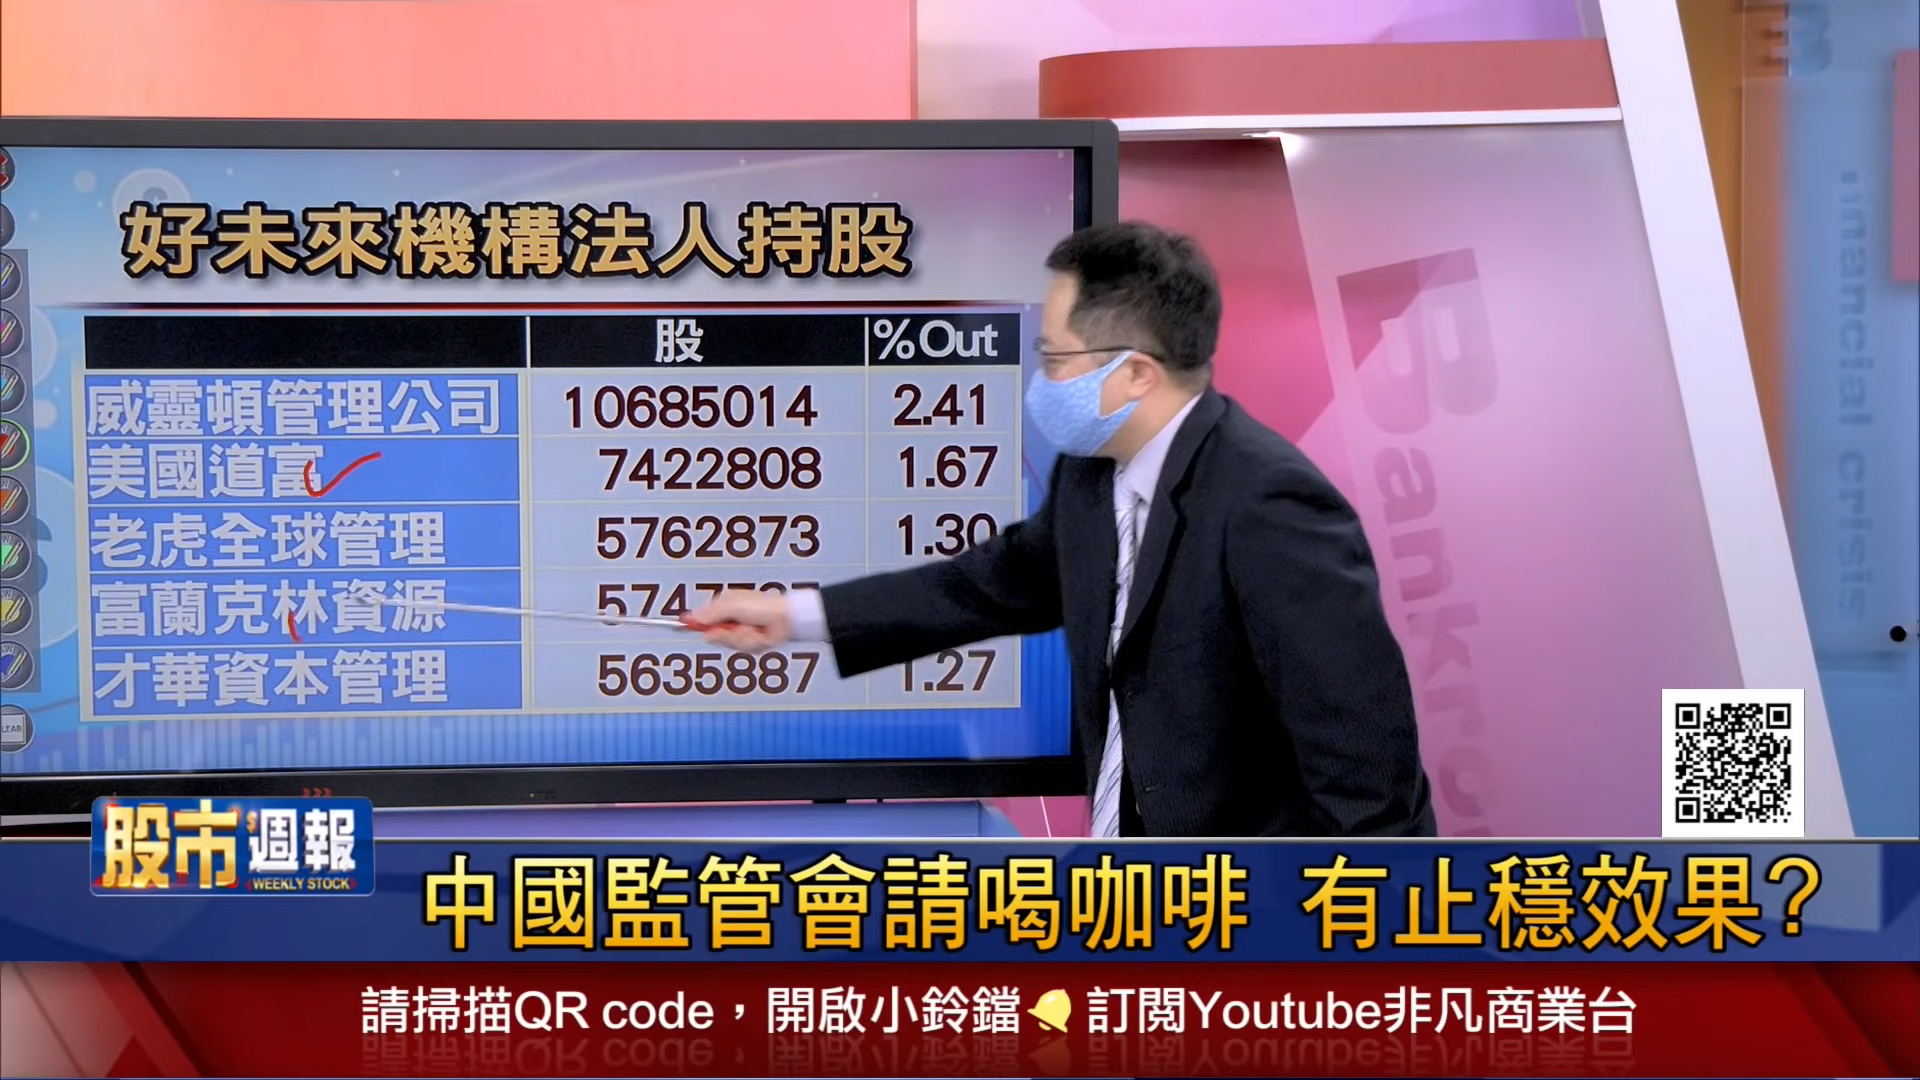 好未來機構法人持股
股 %Out
威靈頓管理公司 10685014 2.41
美國道富 7422808 1.67
老虎全球管理 5762873 1.30
富蘭克林資源
才華資本管理 5635887 1.27
Bankru
inancial crisis
股市週報
WEEKLY STOCK
中國監管會請喝咖啡 有止穩效果?
請掃描QR code,開啟小鈴鐺🔔訂閱Youtube非凡商業台